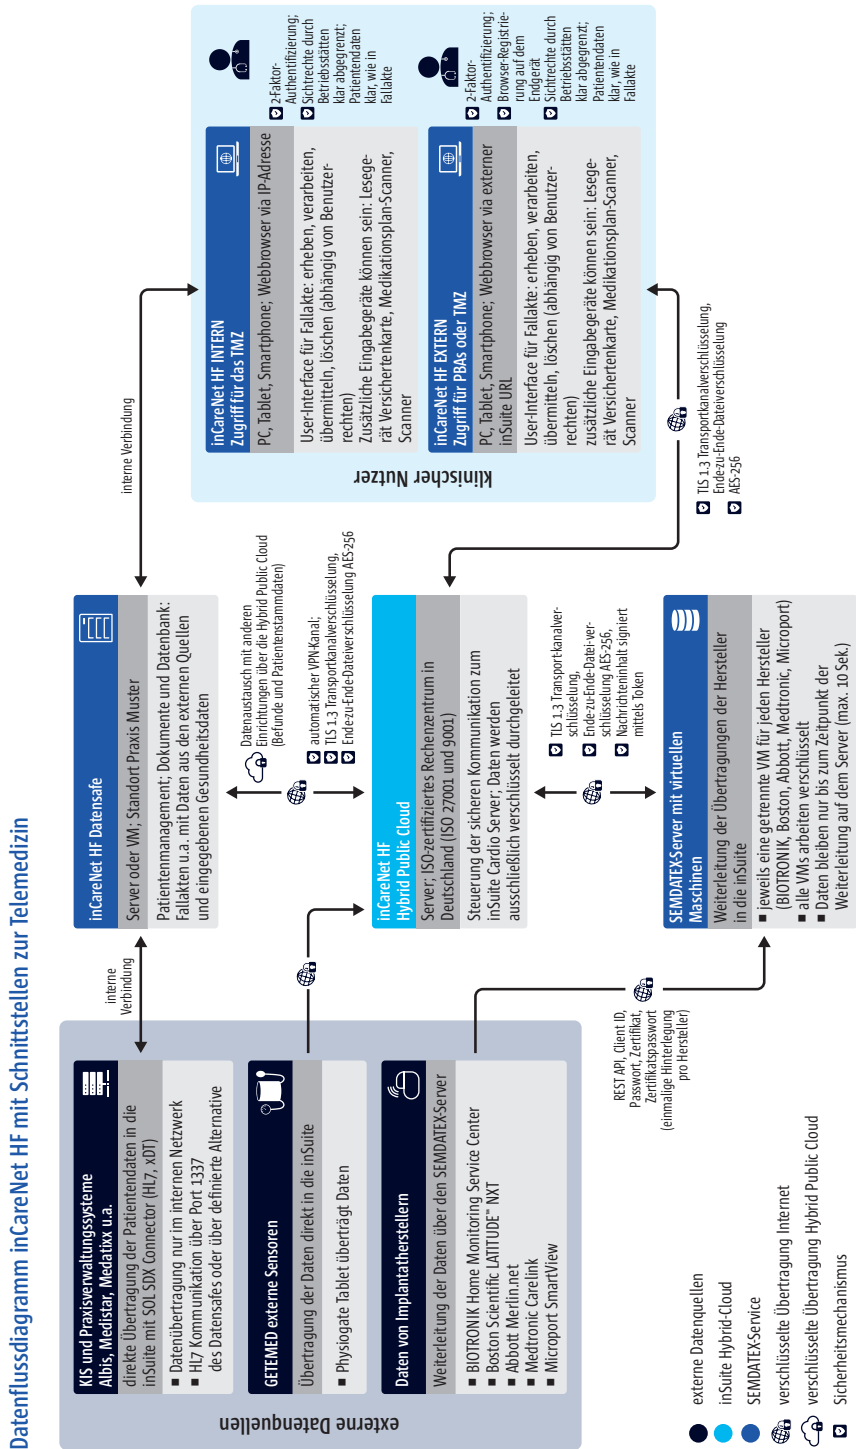 Datenflussdiagramm inCareNet HF mit Schnittstellen zur Telemedizin
externe Datenquellen
KIS und Praxisverwaltungssysteme
Albis, Medistar, Medatixx u.a.
direkte Übertragung der Patientendaten in die
inSuite mit SOL SDX Connector (HL7, xDT)
■ Datenübertragung nur im internen Netzwerk
■ HL7 Kommunikation über Port 1337
des Datensafes oder über definierte Alternative
GETEMED externe Sensoren
Übertragung der Daten direkt in die inSuite
■ Physiogate Tablet überträgt Daten
Daten von Implantatherstellern
Weiterleitung der Daten über den SEMDATEX-Server
■ BIOTRONIK Home Monitoring Service Center
■ Boston Scientific LATITUDE™ NXT
■ Abbott Merlin.net
■ Medtronic Carelink
■ Microport SmartView
interne
Verbindung
REST API, Client ID,
Passwort, Zertifikat,
Zertifikatspasswort
(einmalige Hinterlegung
pro Hersteller)
inCareNet HF Datensafe
Server oder VM; Standort Praxis Muster
Patientenmanagement; Dokumente und Datenbank:
Fallakten u.a. mit Daten aus den externen Quellen
und eingegebenen Gesundheitsdaten
Datenaustausch mit anderen
Einrichtungen über die Hybrid Public Cloud
(Befunde und Patientenstammdaten)
automatischer VPN-Kanal;
TLS 1.3 Transportkanalverschlüsselung,
Ende-zu-Ende-Dateiverschlüsselung AES-256
inCareNet HF
Hybrid Public Cloud
Server; ISO-zertifiziertes Rechenzentrum in
Deutschland (ISO 27001 und 9001)
Steuerung der sicheren Kommunikation zum
inSuite Cardio Server; Daten werden
ausschließlich verschlüsselt durchgeleitet
TLS 1.3 Transport-kanalver-
schlüsselung,
Ende-zu-Ende-Datei-ver-
schlüsselung AES-256,
Nachrichteninhalt signiert
mittels Token
SEMDATEX-Server mit virtuellen
Maschinen
Weiterleitung der Übertragungen der Hersteller
in die inSuite
■ jeweils eine getrennte VM für jeden Hersteller
(BIOTRONIK, Boston, Abbott, Medtronic, Microport)
■ alle VMs arbeiten verschlüsselt
■ Daten bleiben nur bis zum Zeitpunkt der
Weiterleitung auf dem Server (max. 10 Sek.)
interne Verbindung
klinischer Nutzer
inCareNet HF INTERN
Zugriff für das TMZ
PC, Tablet, Smartphone; Webbrowser via IP-Adresse
User-Interface für Fallakte: erheben, verarbeiten,
übermitteln, löschen (abhängig von Benutzer-
rechten)
Zusätzliche Eingabegeräte können sein: Lesege-
rät Versichertenkarte, Medikationsplan-Scanner,
Scanner
2-Faktor-
Authentifizierung;
Sichtrechte durch
Betriebsstätten
klar abgegrenzt;
Patientendaten
klar, wie in
Fallakte
inCareNet HF EXTERN
Zugriff für PBAs oder TMZ
PC, Tablet, Smartphone; Webbrowser via externer
inSuite URL
User-Interface für Fallakte: erheben, verarbeiten,
übermitteln, löschen (abhängig von Benutzer-
rechten)
zusätzliche Eingabegeräte können sein: Lesege-
rät Versichertenkarte, Medikationsplan-Scanner,
Scanner
2-Faktor-
Authentifizierung;
Browser-Registrie-
rung auf dem
Endgerät
Sichtrechte durch
Betriebsstätten
klar abgegrenzt;
Patientendaten
klar, wie in
Fallakte
TLS 1.3 Transportkanalverschlüsselung,
Ende-zu-Ende-Dateiverschlüsselung
AES-256
externe Datenquellen
inSuite Hybrid-Cloud
SEMDATEX-Service
verschlüsselte Übertragung Internet
verschlüsselte Übertragung Hybrid Public Cloud
Sicherheitsmechanismus